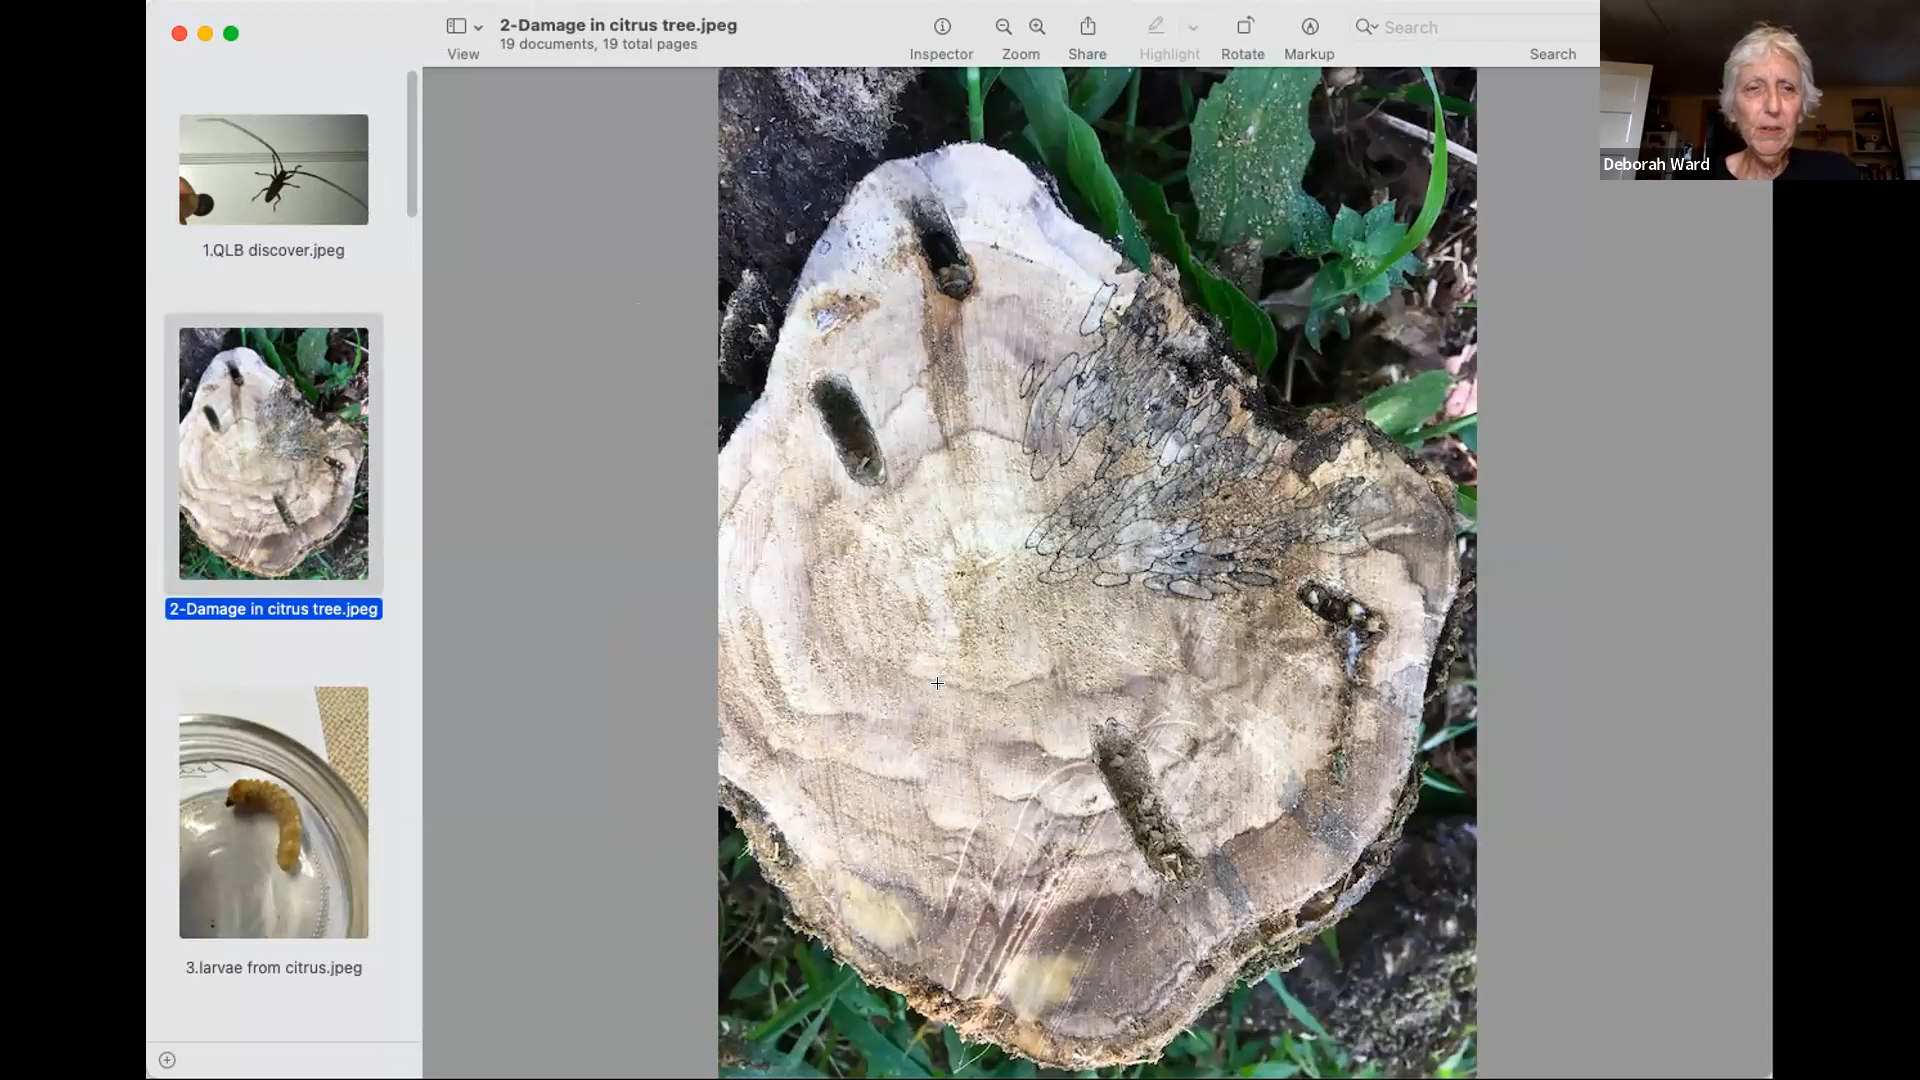 2-Damage in citrus tree.jpeg
19 documents, 19 total pages
View
Inspector
Zoom
Share
Highlight
Rotate
Markup
Search
Search
Deborah Ward
1.QLB discover.jpeg
2-Damage in citrus tree.jpeg
3.larvae from citrus.jpeg